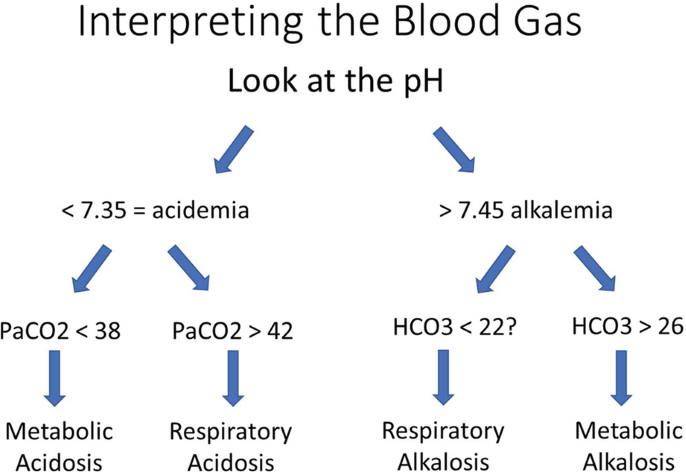 Interpreting the Blood Gas
Look at the pH
< 7.35 = acidemia
> 7.45 alkalemia
PaCO2 < 38
PaCO2 > 42
HCO3 < 22?
HCO3 > 26
Metabolic
Acidosis
Respiratory
Acidosis
Respiratory
Alkalosis
Metabolic
Alkalosis